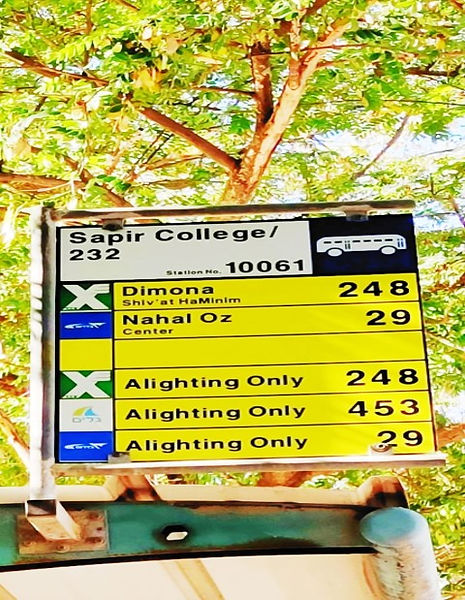 Sapir College/
232
Station No. 10061
Dimona 248
Shiv'at HaMinim
Nahal Oz 29
Center
Alighting Only 248
Alighting Only 453
גלים
Alighting Only 29